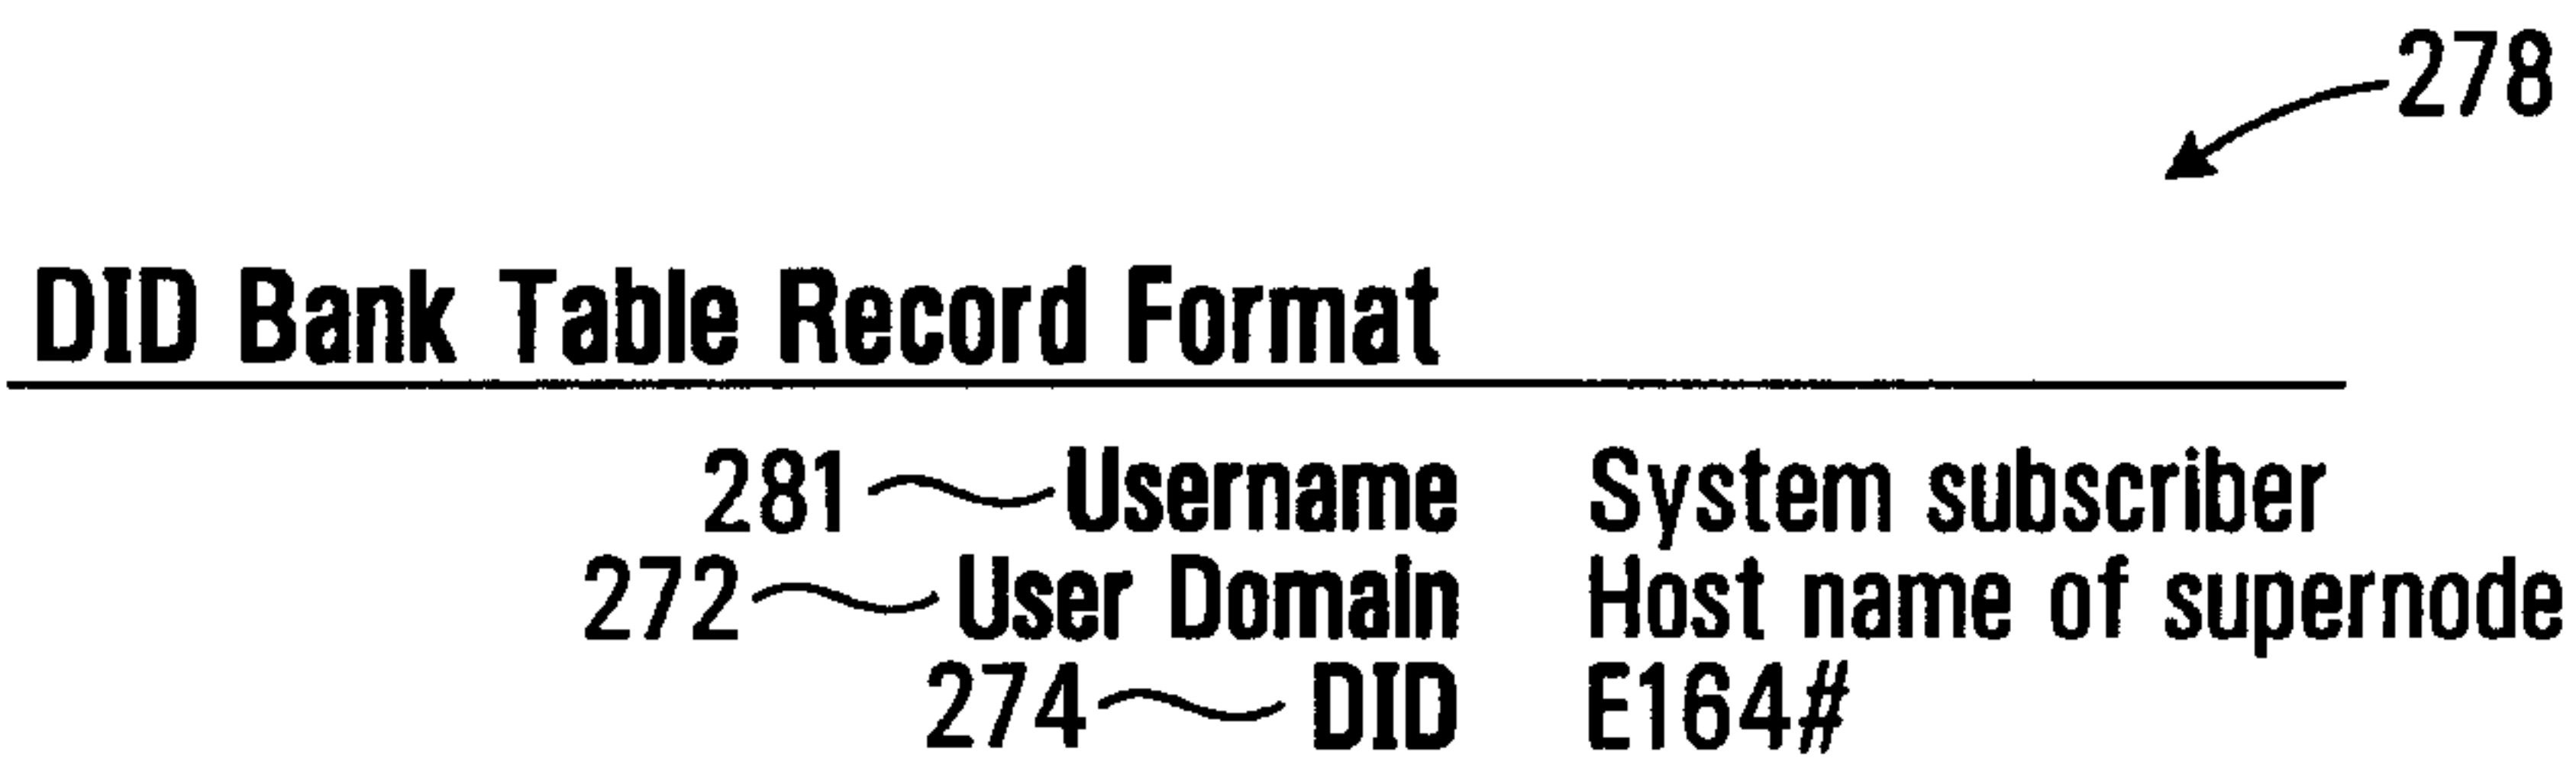 278
DID Bank Table Record Format
281 Username System subscriber
272 User Domain Host name of supernode
274 DID E164#